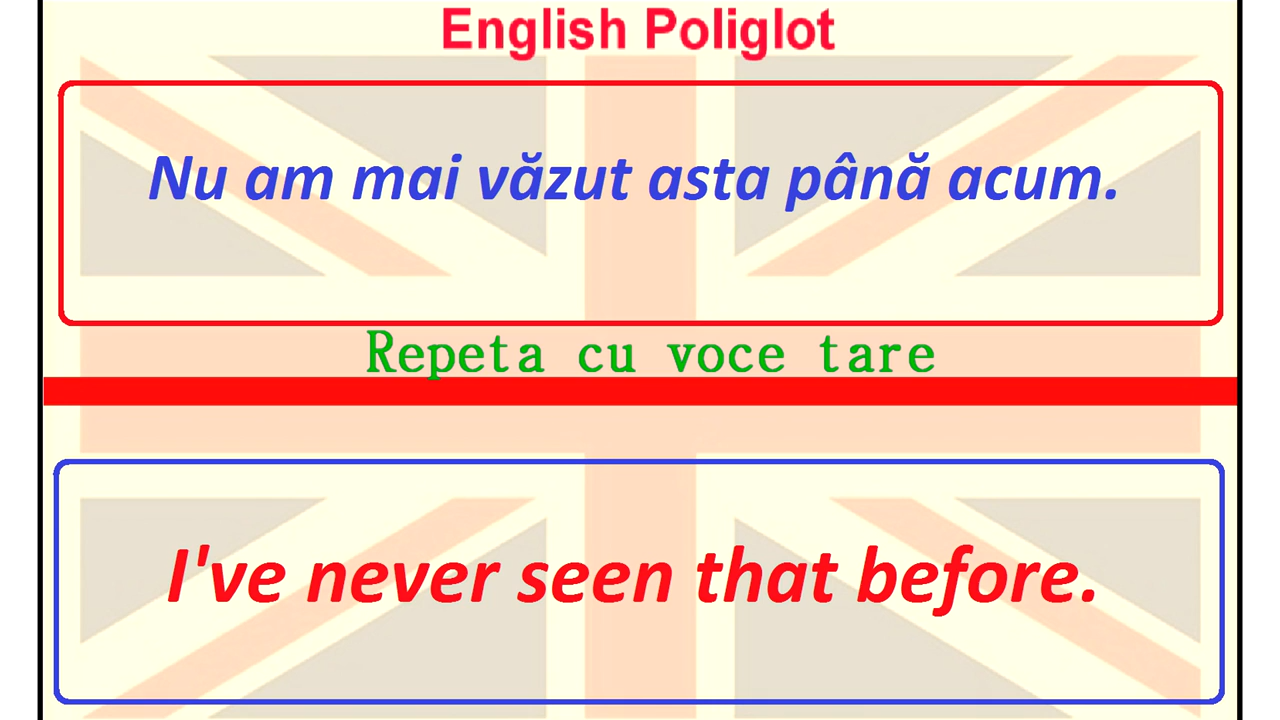 English Poliglot
Nu am mai văzut asta până acum.
Repeta cu voce tare
I've never seen that before.